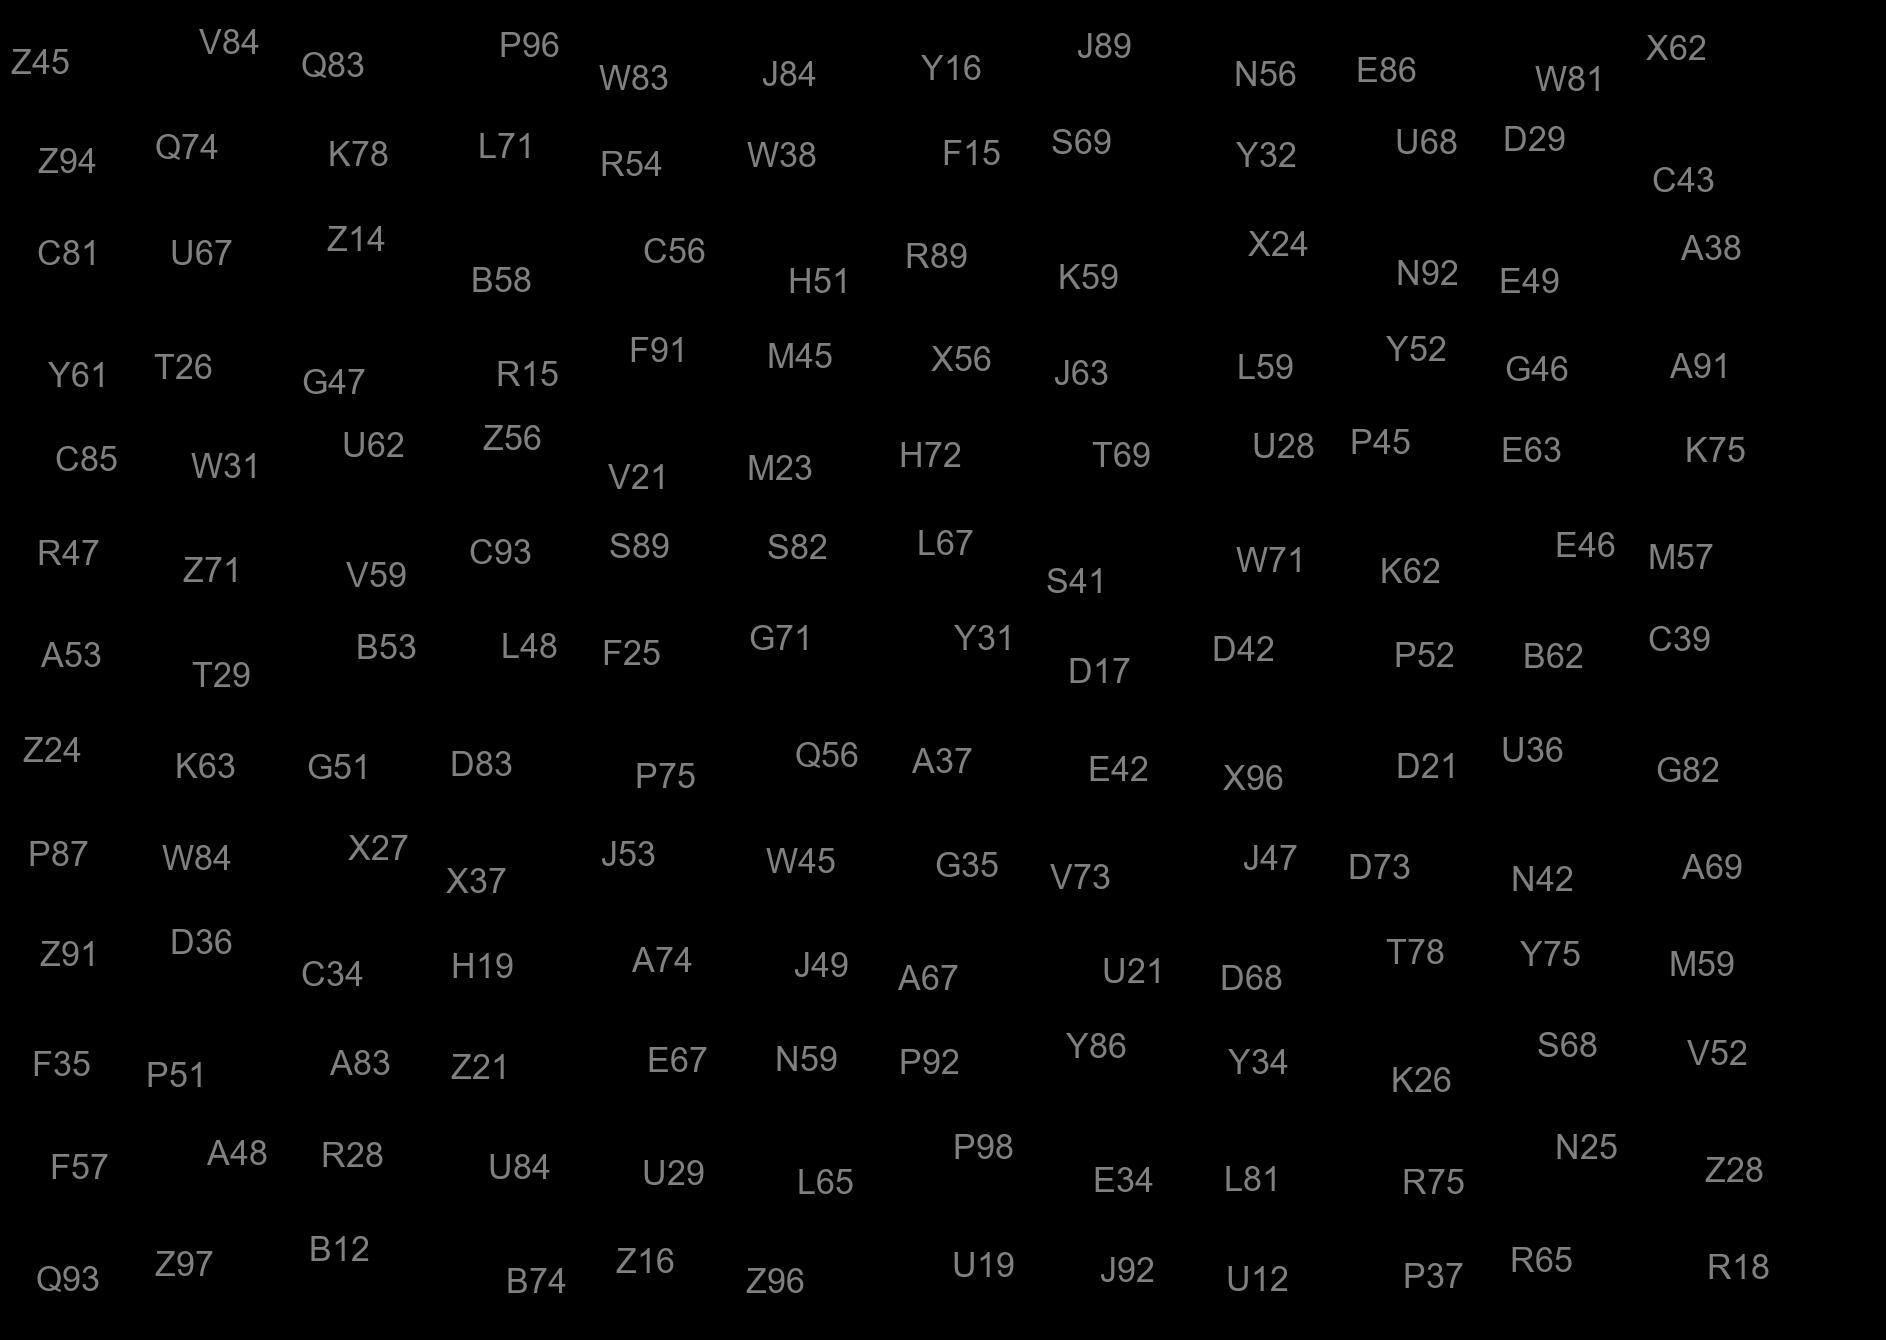 Z45 V84 Q83 P96 W83 J84 Y16 J89 N56 E86 W81 X62
Z94 Q74 K78 L71 R54 W38 F15 S69 Y32 U68 D29 C43
C81 U67 Z14 B58 C56 H51 R89 K59 X24 N92 E49 A38
Y61 T26 G47 R15 F91 M45 X56 J63 L59 Y52 G46 A91
C85 W31 U62 Z56 V21 M23 H72 T69 U28 P45 E63 K75
R47 Z71 V59 C93 S89 S82 L67 S41 W71 K62 E46 M57
A53 T29 B53 L48 F25 G71 Y31 D17 D42 P52 B62 C39
Z24 K63 G51 D83 P75 Q56 A37 E42 X96 D21 U36 G82
P87 W84 X27 X37 J53 W45 G35 V73 J47 D73 N42 A69
Z91 D36 C34 H19 A74 J49 A67 U21 D68 T78 Y75 M59
F35 P51 A83 Z21 E67 N59 P92 Y86 Y34 K26 S68 V52
F57 A48 R28 U84 U29 L65 P98 E34 L81 R75 N25 Z28
Q93 Z97 B12 B74 Z16 Z96 U19 J92 U12 P37 R65 R18